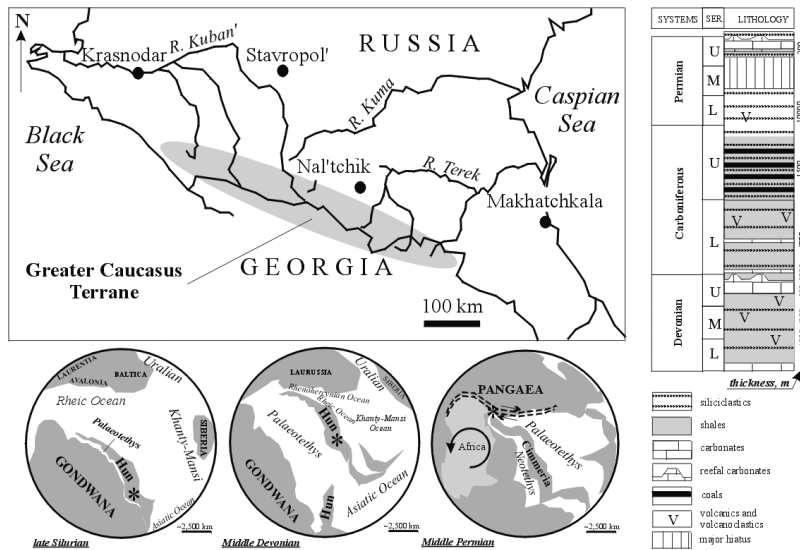 N
Krasnodar
R. Kuban'
Stavropol'
RUSSIA
R. Kuma
Caspian
Sea
Black
Sea
Nal'tchik
R. Terek
Makhatchkala
Greater Caucasus
Terrane
GEORGIA
100 km
SYSTEMS
SER.
LITHOLOGY
Permian
U
M
L
V
Carboniferous
U
L
V
V
Devonian
U
M
L
V
V
V
thickness, m
siliciclastics
shales
carbonates
reefal carbonates
coals
V
volcanics and
volcanoclastics
major hiatus
LAURENTIA
AVALONIA
BALTICA
Uralian
Rheic Ocean
Khanty-Mansi
SIBERIA
Palaeotethys
Hun
GONDWANA
Asiatic Ocean
~2,500 km
late Silurian
LAURUSSIA
Uralian
SIBERIA
Rhenohercynian Ocean
Rheic Ocean
Khanty-Mansi
Ocean
Hun
Palaeotethys
GONDWANA
Hun
Asiatic Ocean
~2,500 km
Middle Devonian
PANGAEA
Africa
Palaeotethys
Cimmeria
Neotethys
~2,500 km
Middle Permian